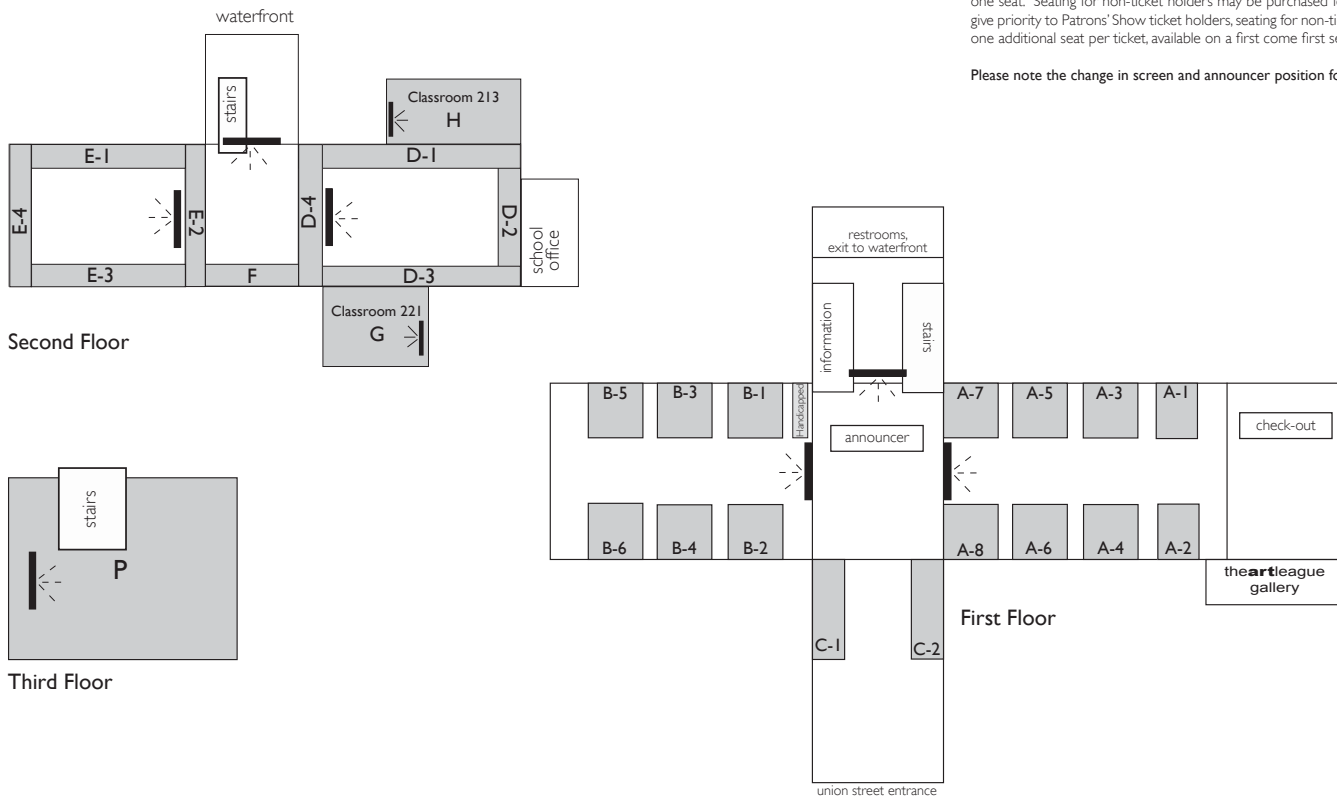 one seat. Seating for non-ticket holders may be purchased
give priority to Patrons' Show ticket holders, seating for
one additional seat per ticket, available on a first come first
Please note the change in screen and announcer position
waterfront
stairs
Classroom 213
H
E-1
D-1
E-4
E-2
D-4
D-2
school
office
E-3
F
D-3
Classroom 221
G
Second Floor
stairs
P
Third Floor
restrooms,
exit to waterfront
information
stairs
B-5
B-3
B-1
Handicapped
A-7
A-5
A-3
A-1
announcer
check-out
B-6
B-4
B-2
A-8
A-6
A-4
A-2
theartleague
gallery
First Floor
C-1
C-2
union street entrance